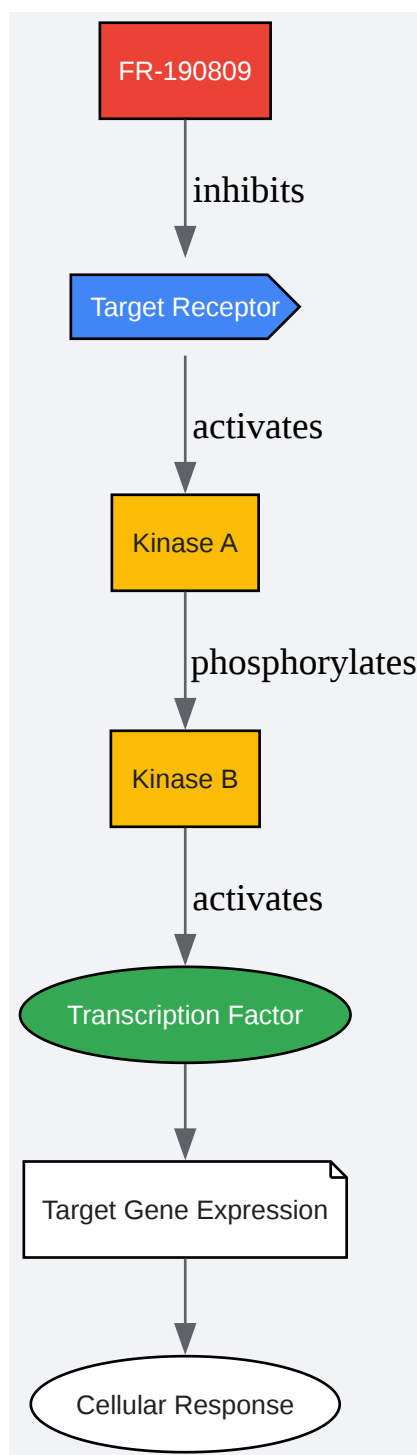 FR-190809
inhibits
Target Receptor
activates
Kinase A
phosphorylates
Kinase B
activates
Transcription Factor
Target Gene Expression
Cellular Response